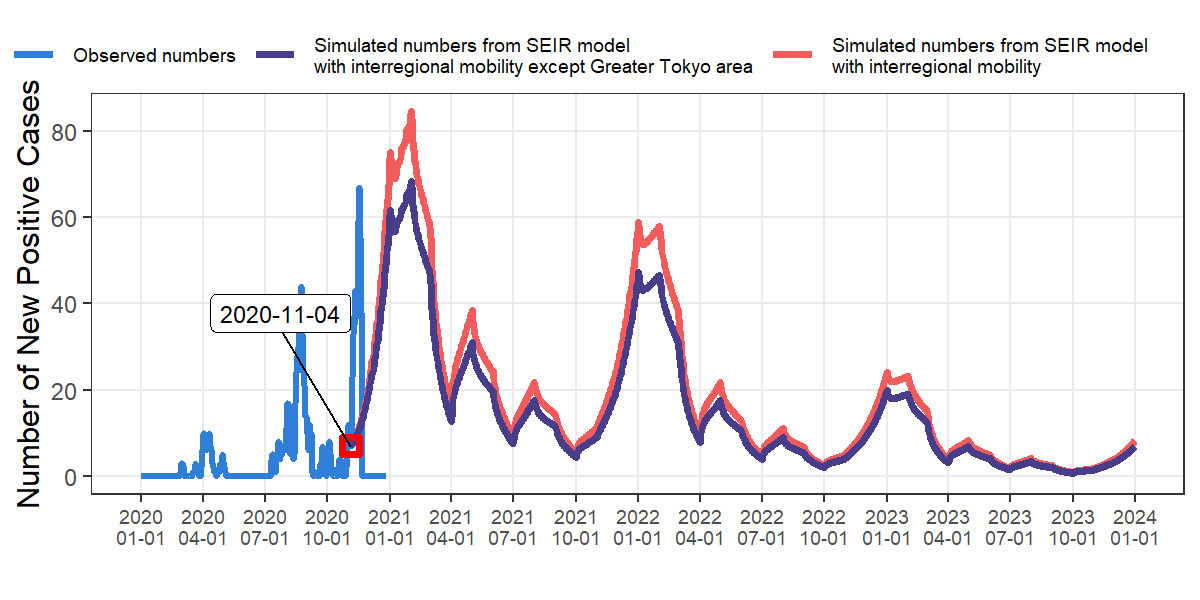 Observed numbers
Simulated numbers from SEIR model
with interregional mobility except Greater Tokyo area
Simulated numbers from SEIR model
with interregional mobility
Number of New Positive Cases
80
60
40
20
0
2020-11-04
2020 2020 2020 2020 2021 2021 2021 2021 2022 2022 2022 2022 2023 2023 2023 2023 2024
01-01 04-01 07-01 10-01 01-01 04-01 07-01 10-01 01-01 04-01 07-01 10-01 01-01 04-01 07-01 10-01 01-01